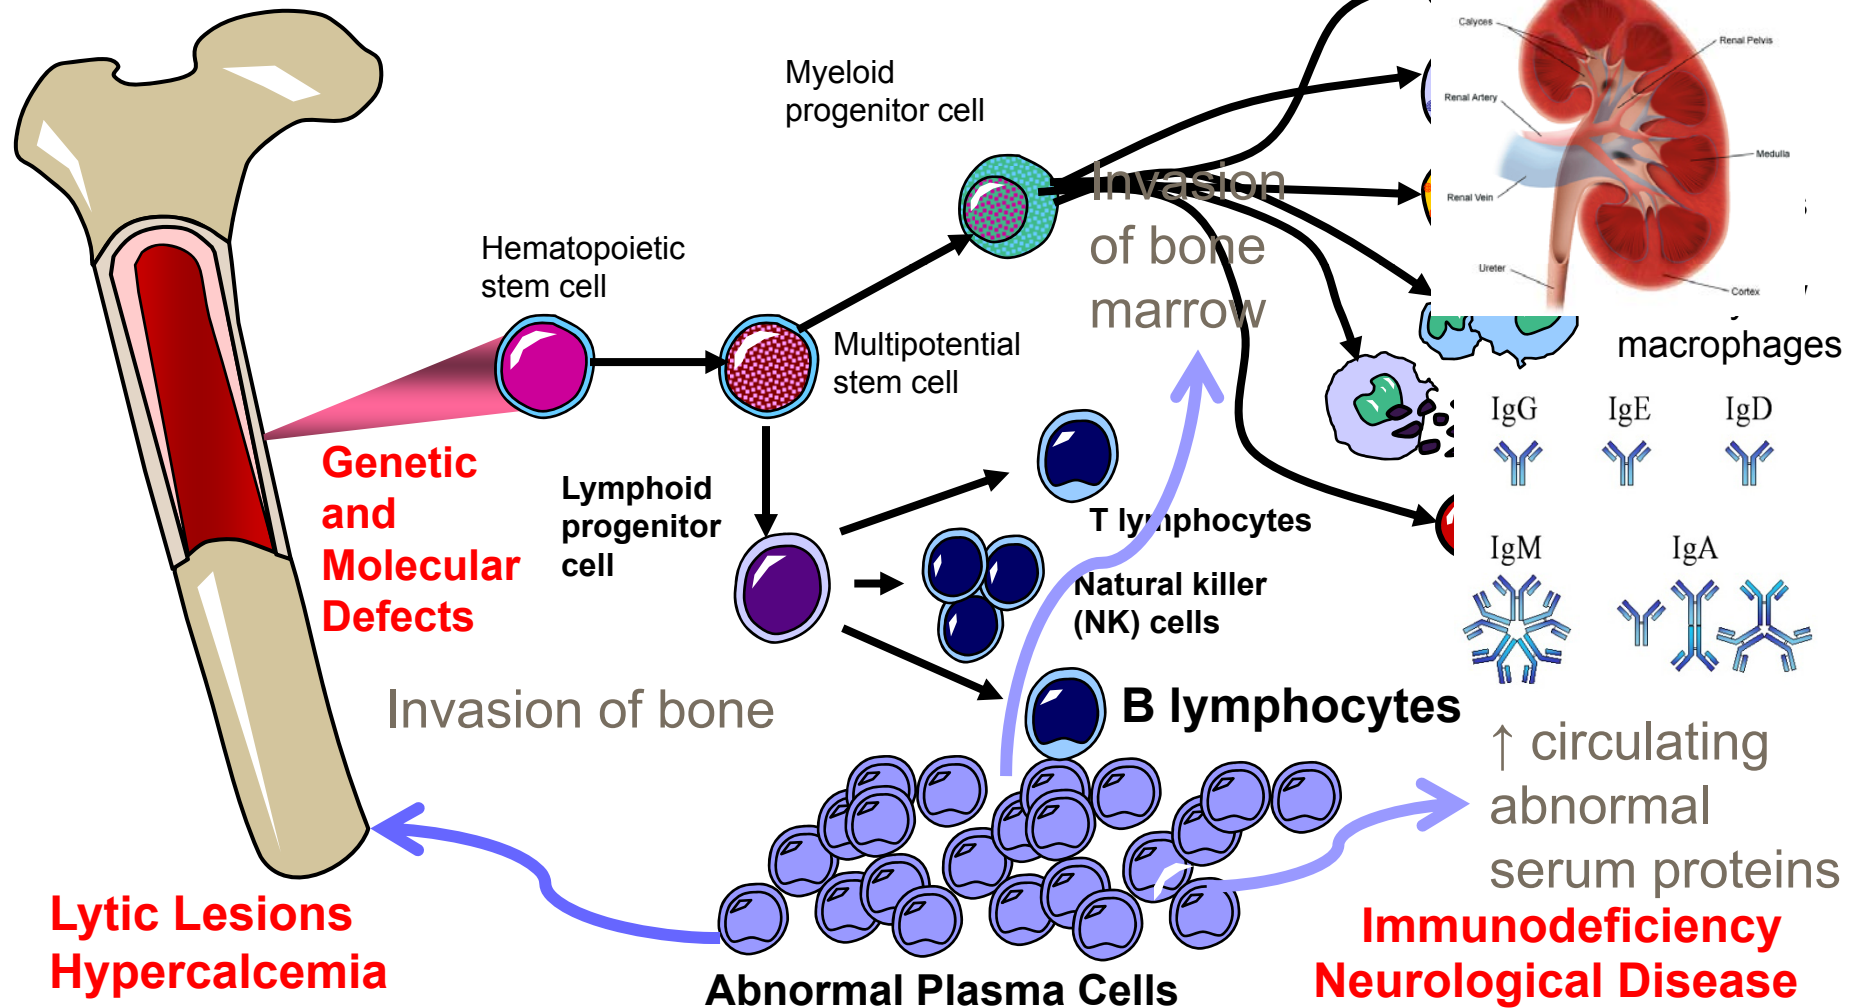 Calyces
Renal Pelvis
Renal Artery
Medulla
Renal Vein
Ureter
Cortex
Myeloid
progenitor cell
Invasion
of bone
marrow
Hematopoietic
stem cell
Multipotential
stem cell
macrophages
IgG IgE IgD
IgM IgA
Genetic
and
Molecular
Defects
Lymphoid
progenitor
cell
T lymphocytes
Natural killer
(NK) cells
B lymphocytes
Invasion of bone
↑ circulating
abnormal
serum proteins
Lytic Lesions
Hypercalcemia
Abnormal Plasma Cells
Immunodeficiency
Neurological Disease